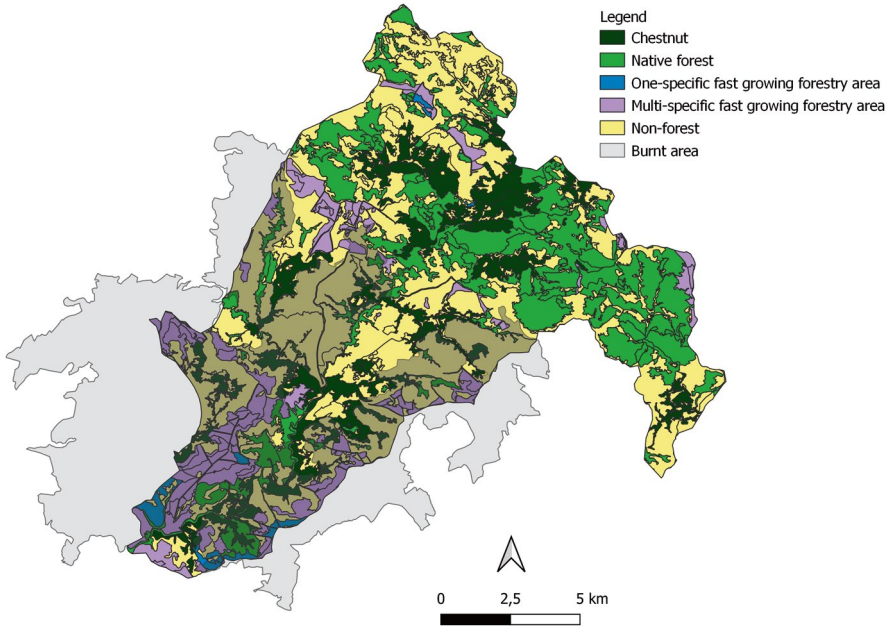 Legend
Chestnut
Native forest
One-specific fast growing forestry area
Multi-specific fast growing forestry area
Non-forest
Burnt area
0 2,5 5 km